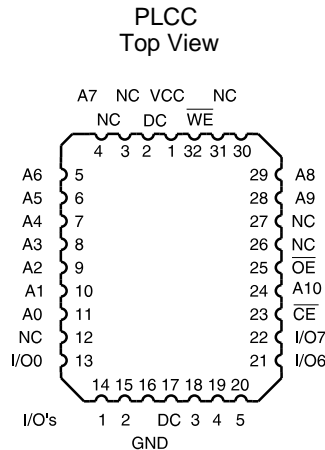 PLCC
Top View
A7 NC VCC NC
NC DC WE
4 3 2 1 32 31 30
A6 5 29 A8
A5 6 28 A9
A4 7 27 NC
A3 8 26 NC
A2 9 25 OE
A1 10 24 A10
A0 11 23 CE
NC 12 22 I/O7
I/O0 13 21 I/O6
14 15 16 17 18 19 20
I/O's 1 2 DC 3 4 5
GND